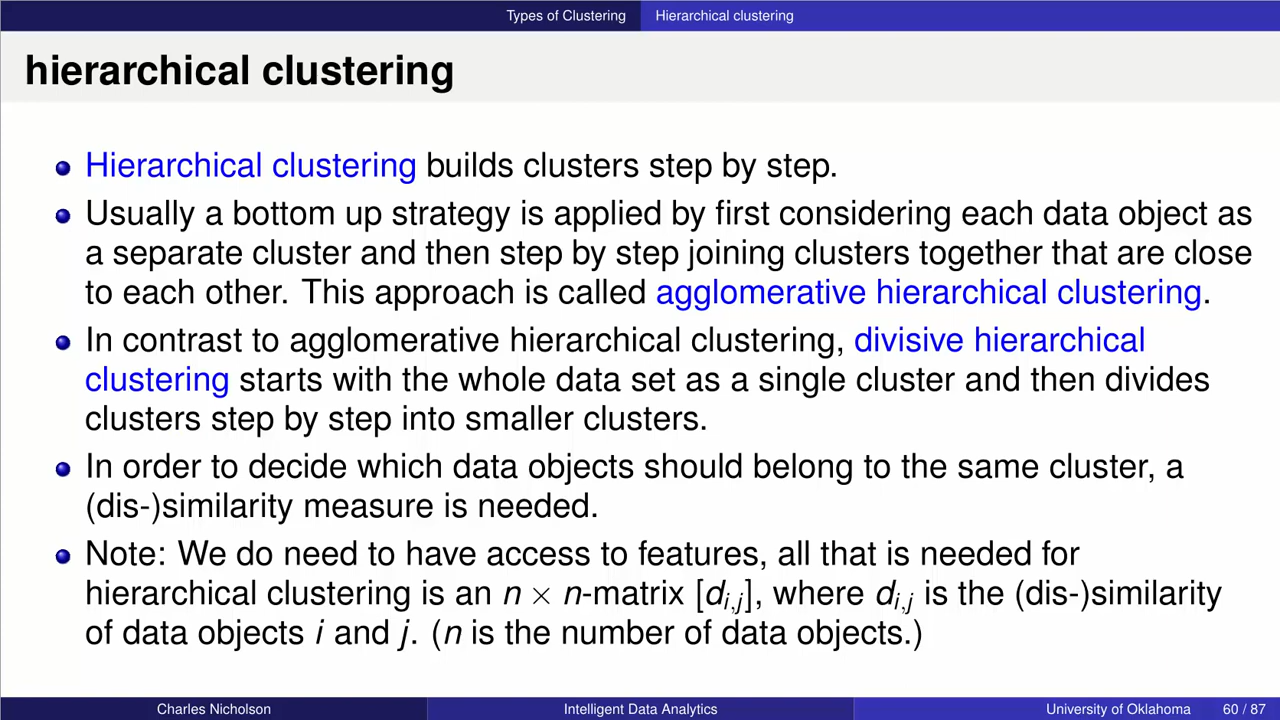 Types of Clustering Hierarchical clustering
hierarchical clustering
Hierarchical clustering builds clusters step by step.
Usually a bottom up strategy is applied by first considering each data object as
a separate cluster and then step by step joining clusters together that are close
to each other. This approach is called agglomerative hierarchical clustering.
In contrast to agglomerative hierarchical clustering, divisive hierarchical
clustering starts with the whole data set as a single cluster and then divides
clusters step by step into smaller clusters.
In order to decide which data objects should belong to the same cluster, a
(dis-)similarity measure is needed.
Note: We do need to have access to features, all that is needed for
hierarchical clustering is an n × n-matrix [d_{i,j}], where d_{i,j} is the (dis-)similarity
of data objects i and j. (n is the number of data objects.)
Charles Nicholson Intelligent Data Analytics University of Oklahoma 60 / 87